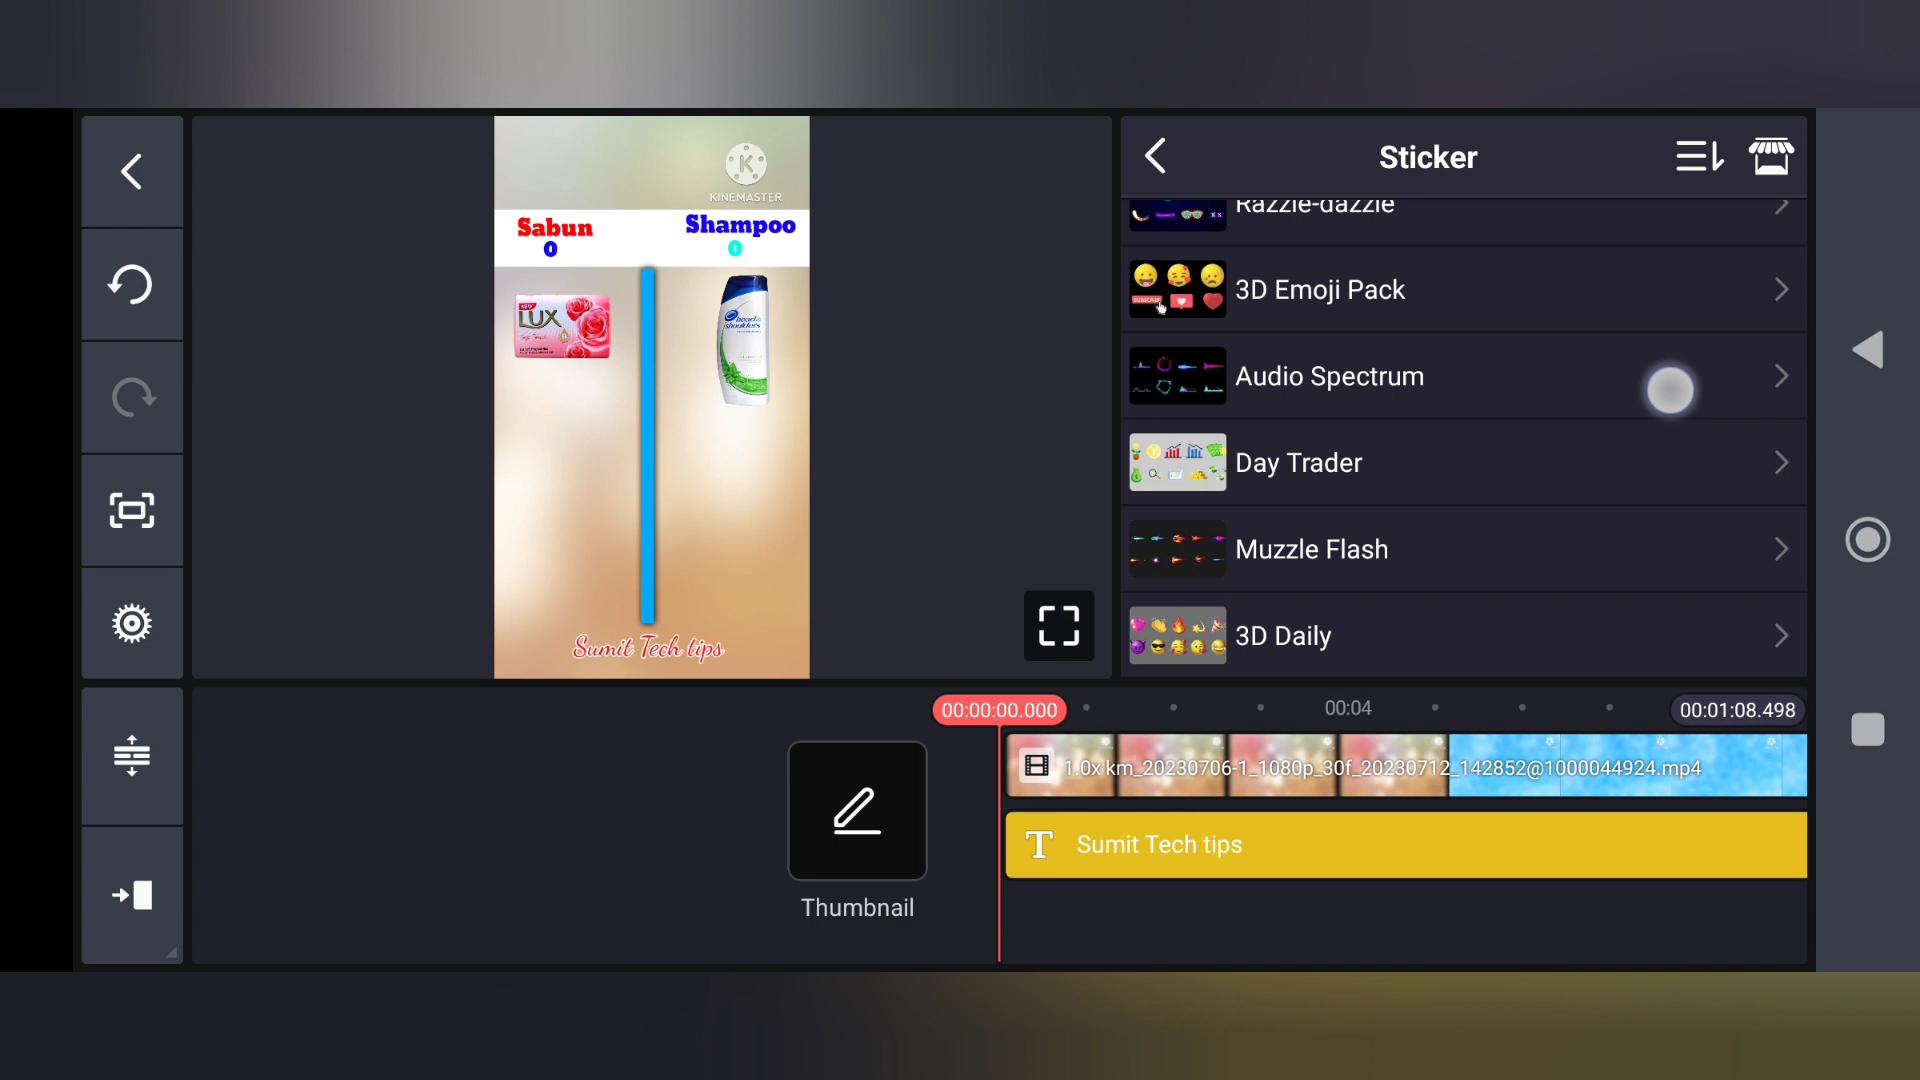 Sticker
KINEMASTER
Sabun
Shampoo
0
0
NEW
LUX
head &
shoulders
Sumit Tech tips
Razzle-dazzle
3D Emoji Pack
SUBSCRIBE
Audio Spectrum
Day Trader
Muzzle Flash
3D Daily
00:00:00.000
00:04
00:01:08.498
1.0x km_20230706-1_1080p_30f_20230712_142852@1000044924.mp4
T Sumit Tech tips
Thumbnail